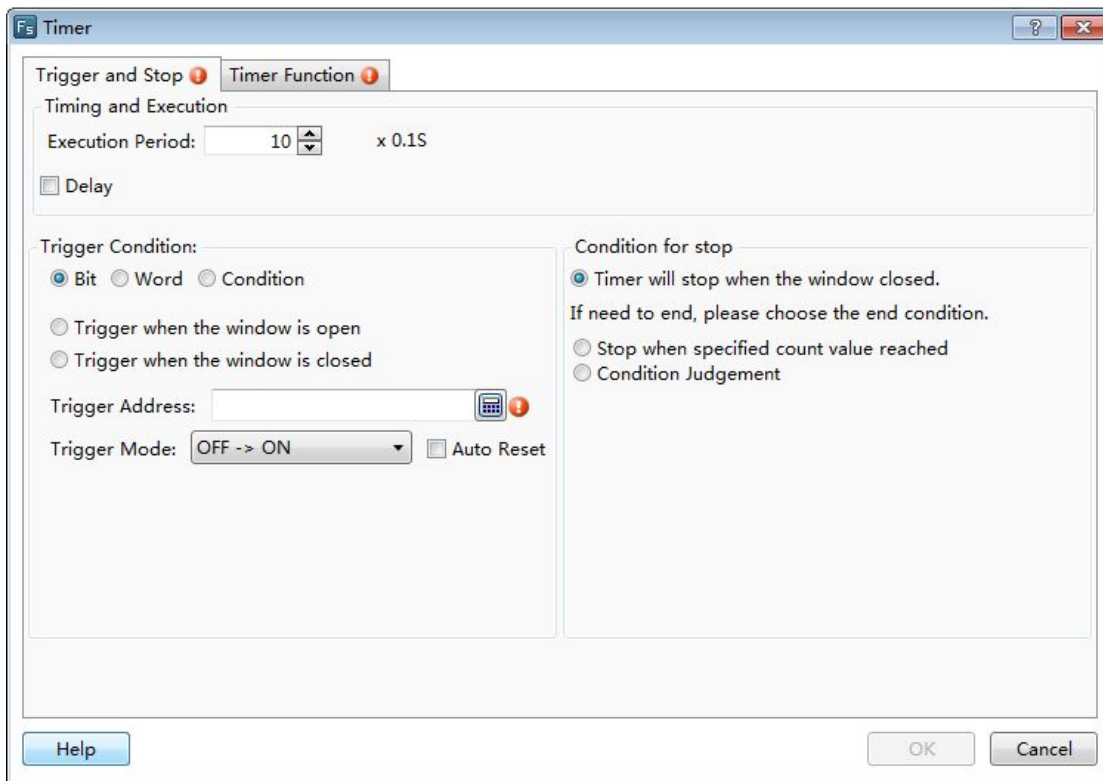 Fs Timer
Trigger and Stop Timer Function
Timing and Execution
Execution Period: 10 x 0.1S
Delay
Trigger Condition:
Bit Word Condition
Trigger when the window is open
Trigger when the window is closed
Trigger Address:
Trigger Mode: OFF -> ON Auto Reset
Condition for stop
Timer will stop when the window closed.
If need to end, please choose the end condition.
Stop when specified count value reached
Condition Judgement
Help OK Cancel